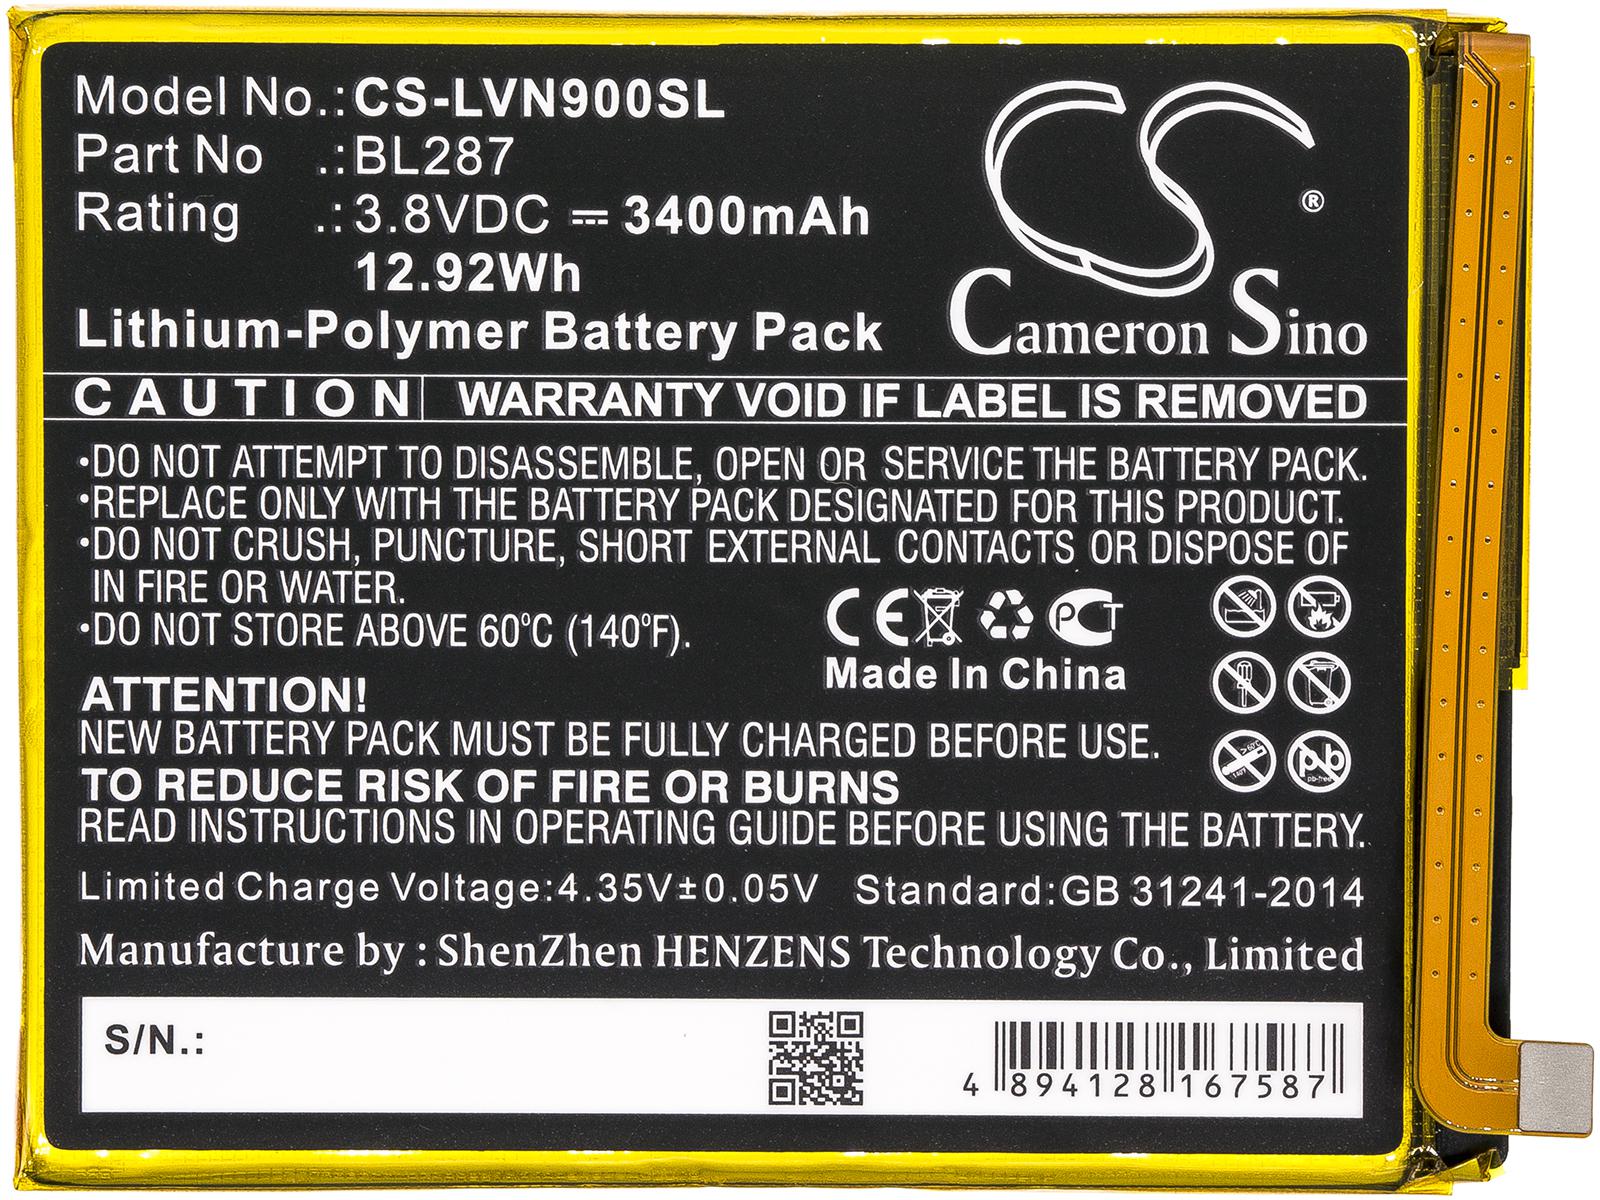 Model No.:CS-LVN900SL
Part No .:BL287
Rating .:3.8VDC ⎓ 3400mAh
12.92Wh
Lithium-Polymer Battery Pack
CS®
Cameron Sino
CAUTION WARRANTY VOID IF LABEL IS REMOVED
·DO NOT ATTEMPT TO DISASSEMBLE, OPEN OR SERVICE THE BATTERY PACK.
·REPLACE ONLY WITH THE BATTERY PACK DESIGNATED FOR THIS PRODUCT.
·DO NOT CRUSH, PUNCTURE, SHORT EXTERNAL CONTACTS OR DISPOSE OF
IN FIRE OR WATER.
·DO NOT STORE ABOVE 60ºC (140ºF).
CE PCT
Made In China
>60°C
140°F
pb
pb-free
ATTENTION!
NEW BATTERY PACK MUST BE FULLY CHARGED BEFORE USE.
TO REDUCE RISK OF FIRE OR BURNS
READ INSTRUCTIONS IN OPERATING GUIDE BEFORE USING THE BATTERY.
Limited Charge Voltage:4.35V±0.05V Standard:GB 31241-2014
Manufacture by : ShenZhen HENZENS Technology Co., Limited
S/N.:
4 894128 167587